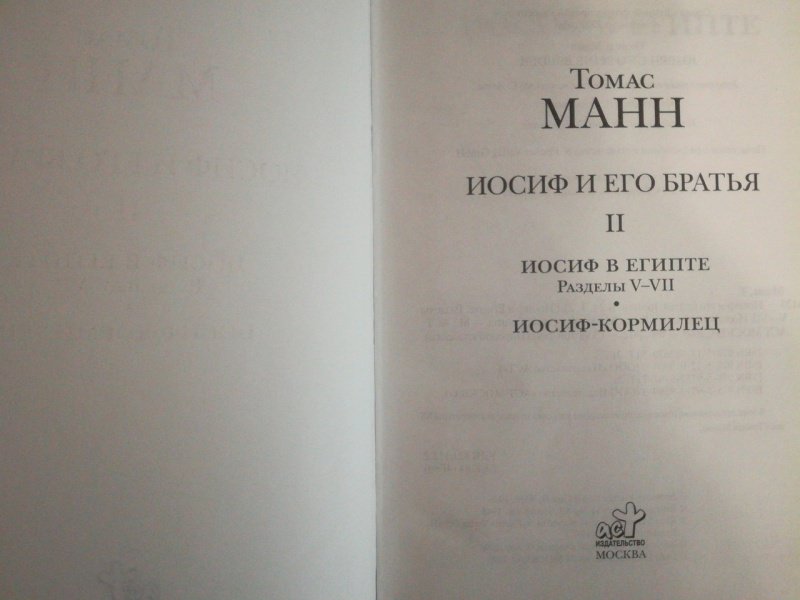 Томас
МАНН
ИОСИФ И ЕГО БРАТЬЯ
II
ИОСИФ В ЕГИПТЕ
Разделы V–VII
•
ИОСИФ-КОРМИЛЕЦ
аст
ИЗДАТЕЛЬСТВО
МОСКВА